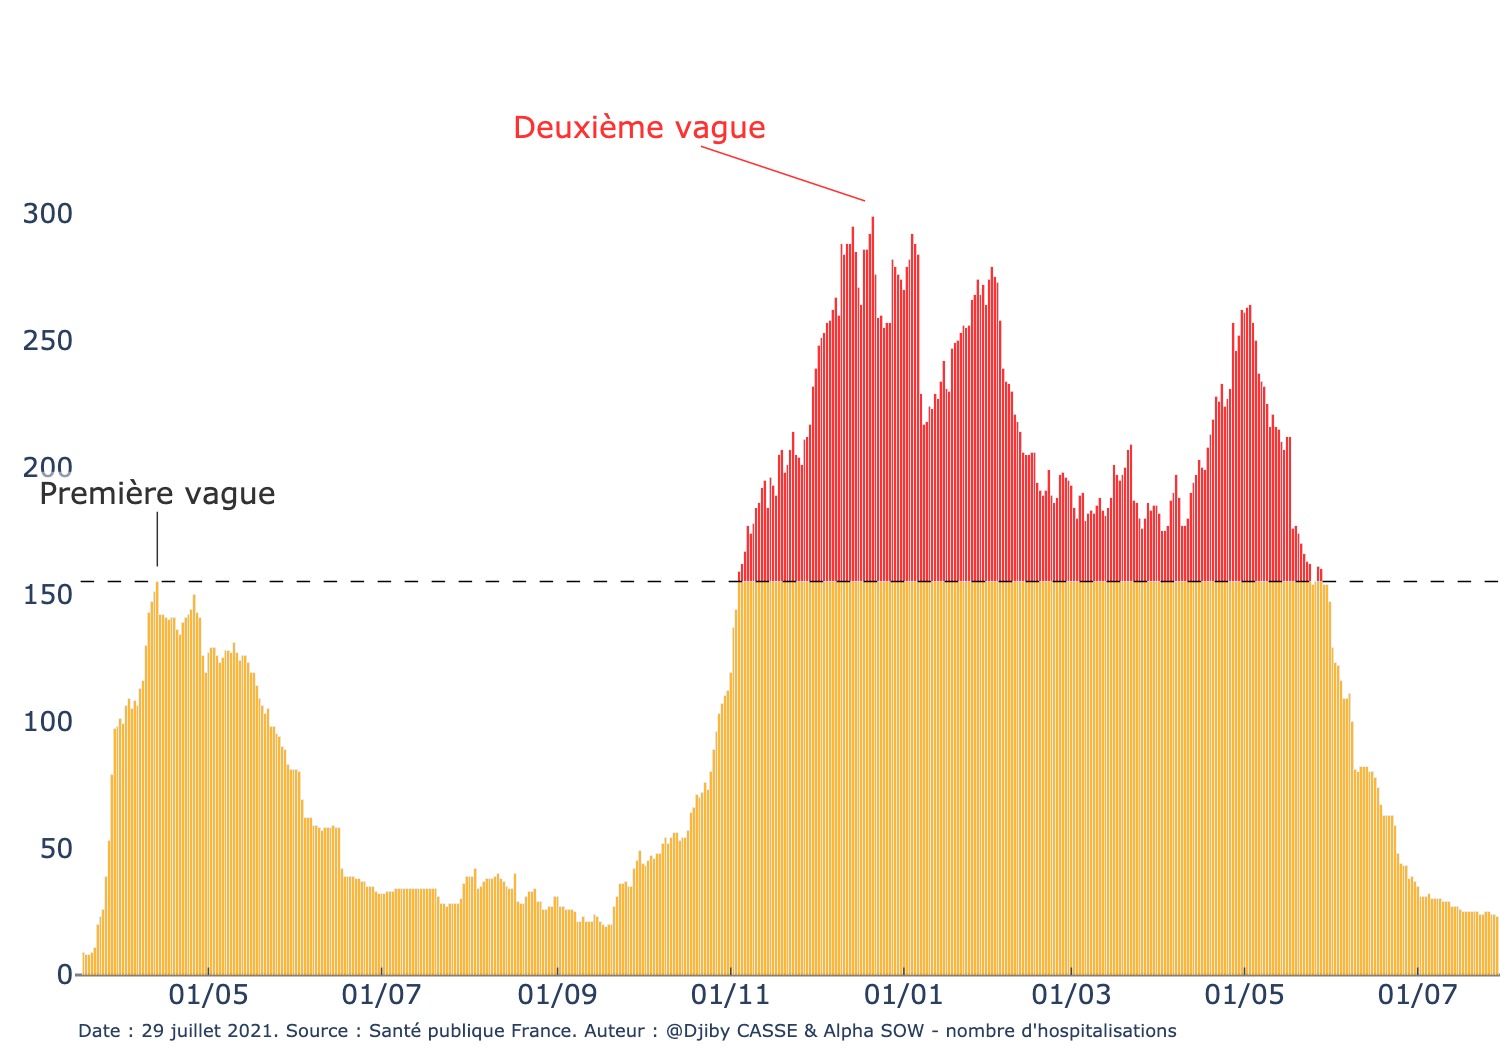 Deuxième vague
300
250
200
Première vague
150
100
50
0
01/05 01/07 01/09 01/11 01/01 01/03 01/05 01/07
Date : 29 juillet 2021. Source : Santé publique France. Auteur : @Djiby CASSE & Alpha SOW - nombre d'hospitalisations